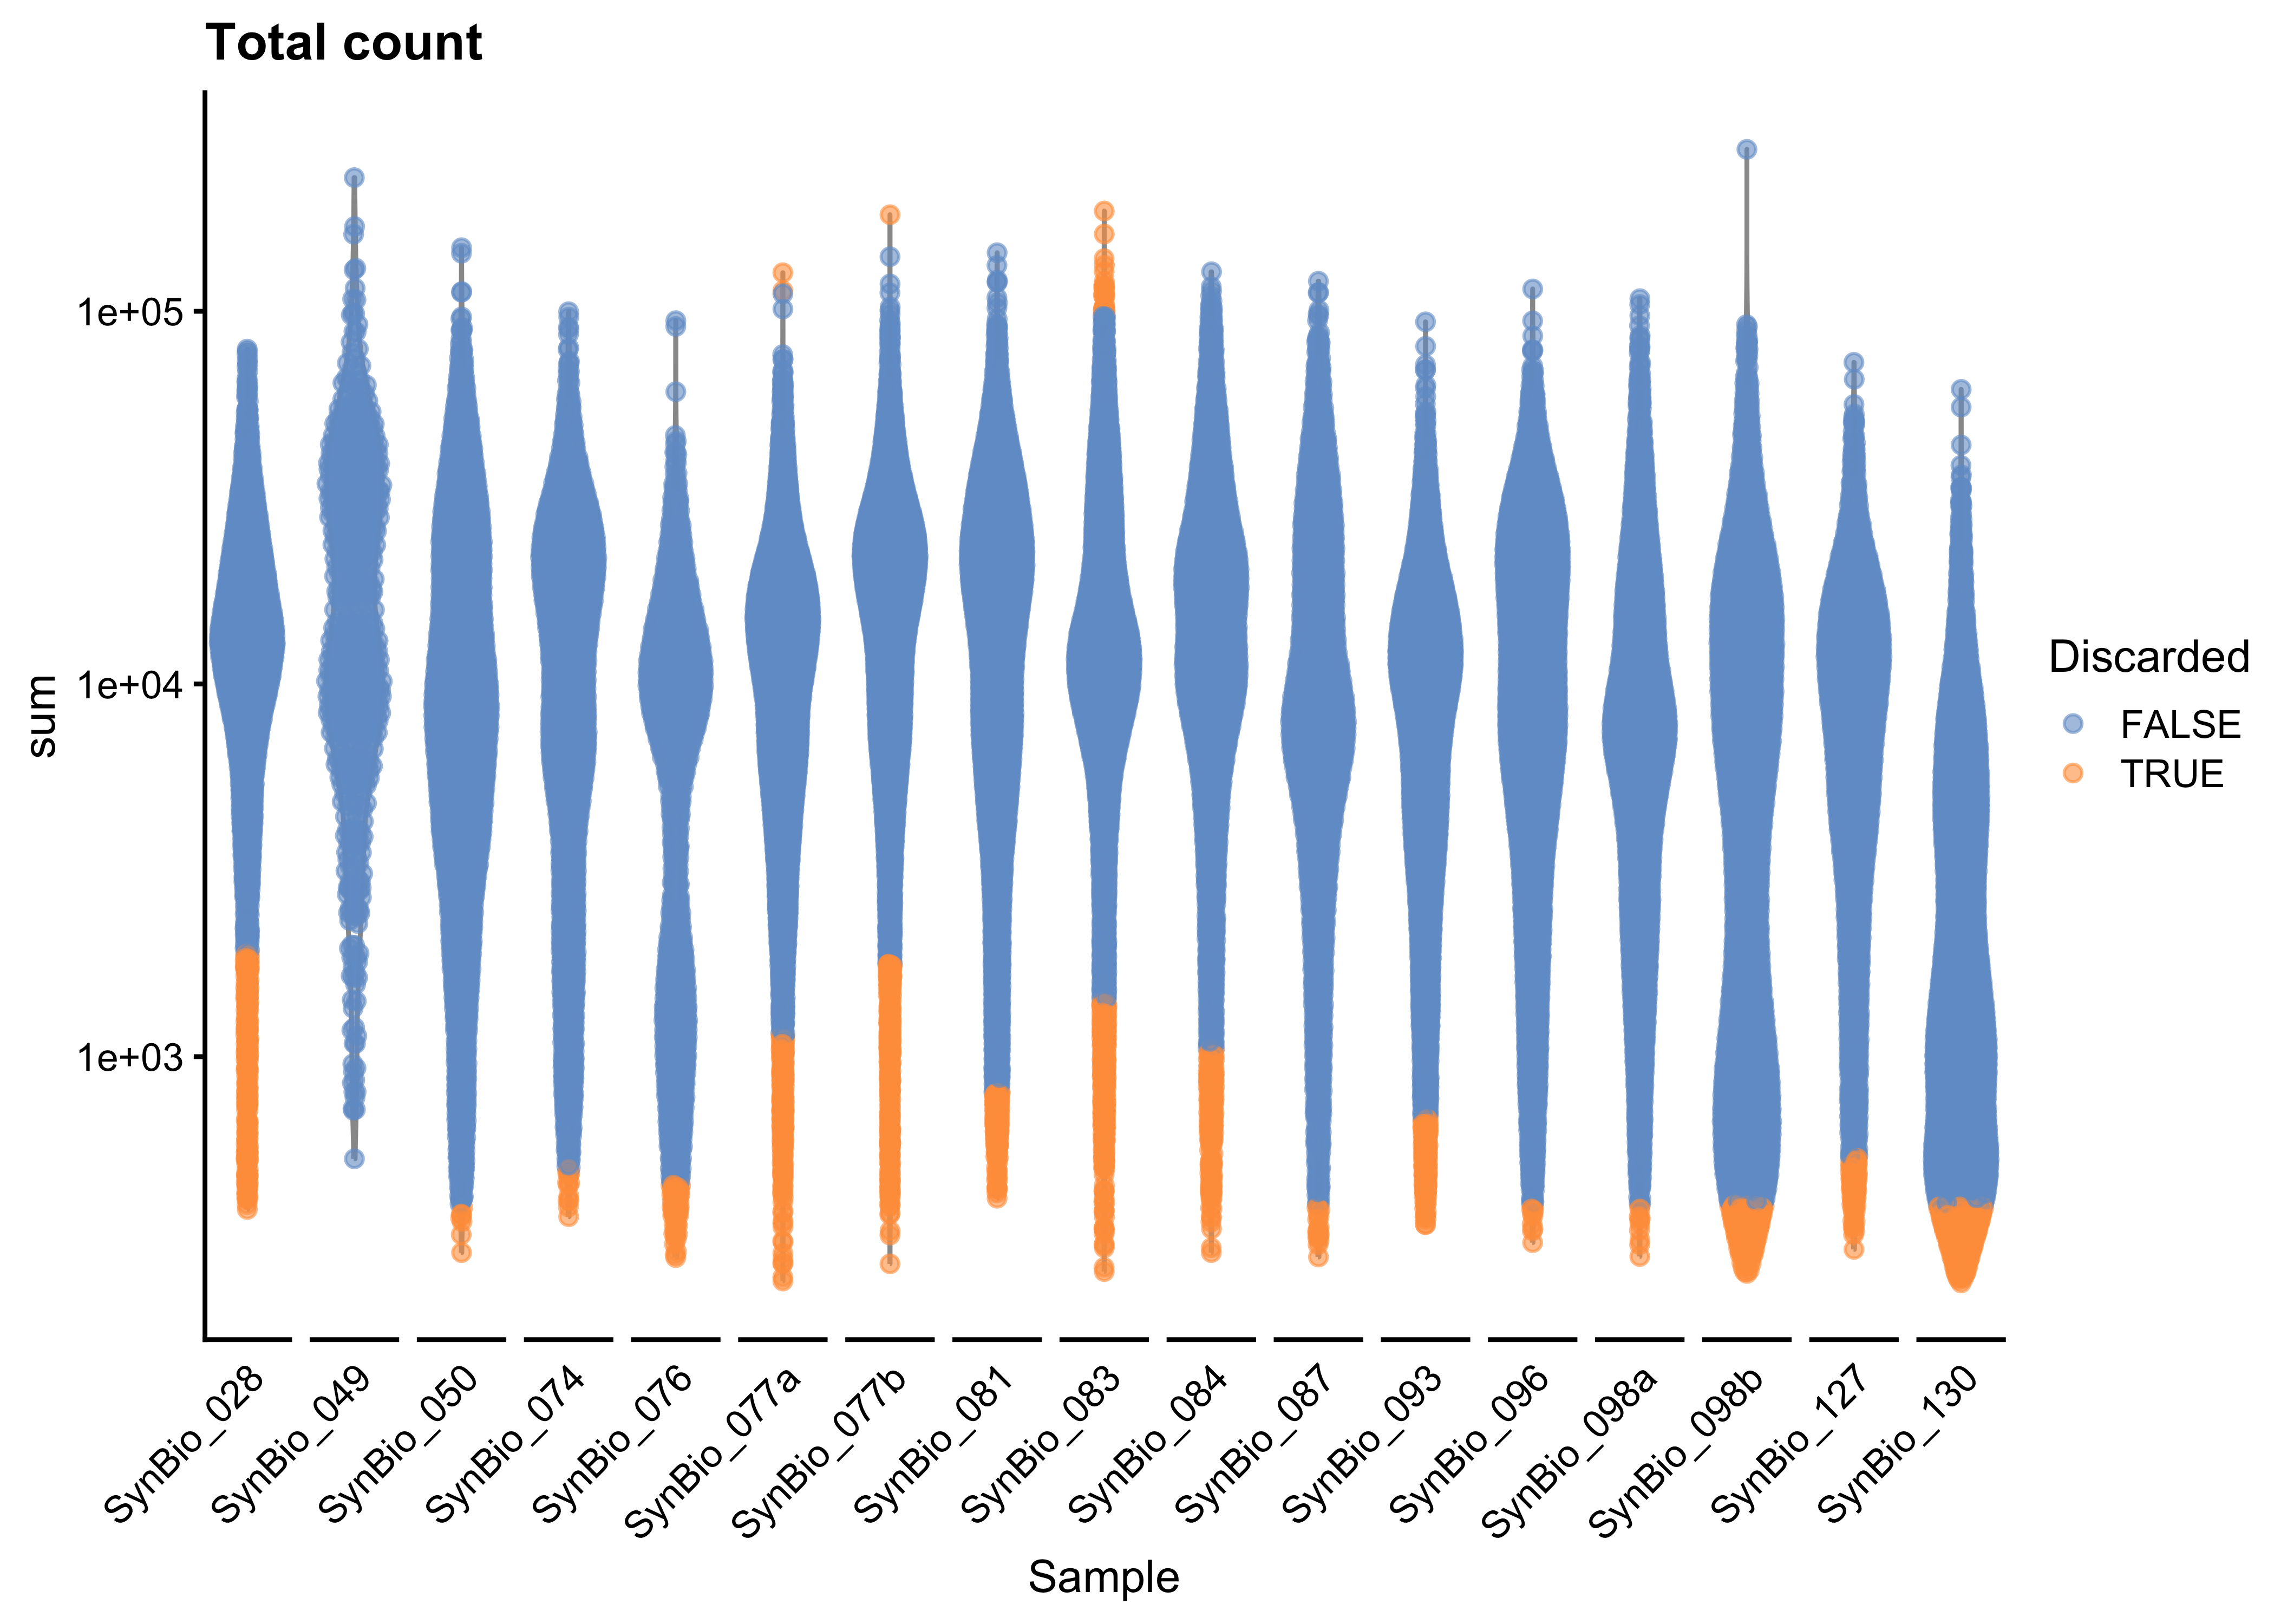 Total count
1e+05
1e+04
1e+03
sum
SynBio_028
SynBio_049
SynBio_050
SynBio_074
SynBio_076
SynBio_077a
SynBio_077b
SynBio_081
SynBio_083
SynBio_084
SynBio_087
SynBio_093
SynBio_096
SynBio_098a
SynBio_098b
SynBio_127
SynBio_130
Sample
Discarded
FALSE
TRUE